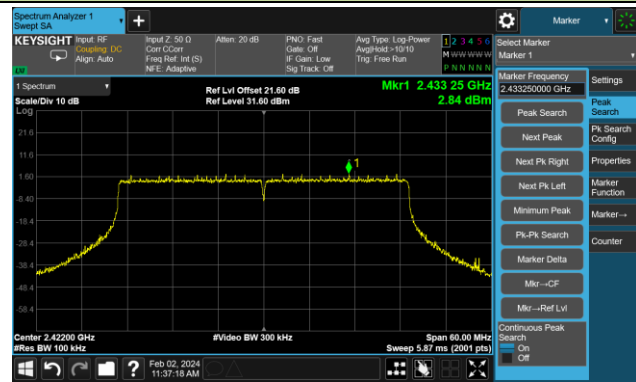 Spectrum Analyzer 1
Swept SA
Marker
KEYSIGHT
Input: RF
Coupling: DC
Align: Auto
Input Z: 50 Ω
Corr CCorr
Freq Ref: Int (S)
NFE: Adaptive
Atten: 20 dB
PNO: Fast
Gate: Off
IF Gain: Low
Sig Track: Off
Avg Type: Log-Power
Avg|Hold >10/10
Trig: Free Run
1 2 3 4 5 6
M W W W W W
P N N N N N
LW
Select Marker
Marker 1
1 Spectrum
Scale/Div 10 dB
Log
Ref Lvl Offset 21.60 dB
Ref Level 31.60 dBm
Mkr1 2.433 25 GHz
2.84 dBm
21.6
11.6
1.60
-8.40
-18.4
-28.4
-38.4
-48.4
-58.4
1
Center 2.42200 GHz
#Res BW 100 kHz
#Video BW 300 kHz
Span 60.00 MHz
Sweep 5.87 ms (2001 pts)
Marker Frequency
2.433250000 GHz
Peak Search
Next Peak
Next Pk Right
Next Pk Left
Minimum Peak
Pk-Pk Search
Marker Delta
Mkr→CF
Mkr→Ref Lvl
Continuous Peak
Search
On
Off
Settings
Peak
Search
Pk Search
Config
Properties
Marker
Function
Marker→
Counter
Feb 02, 2024
11:37:18 AM